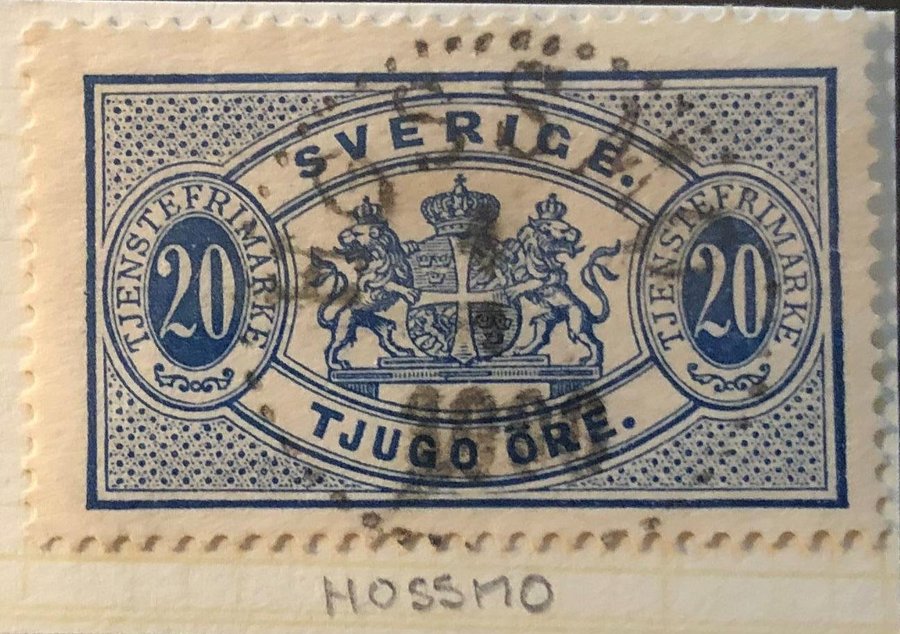 SVERIGE.
TJENSTEFRIMARKE
20
TJENSTEFRIMARKE
20
TJUGO ÖRE.
HOSSMO